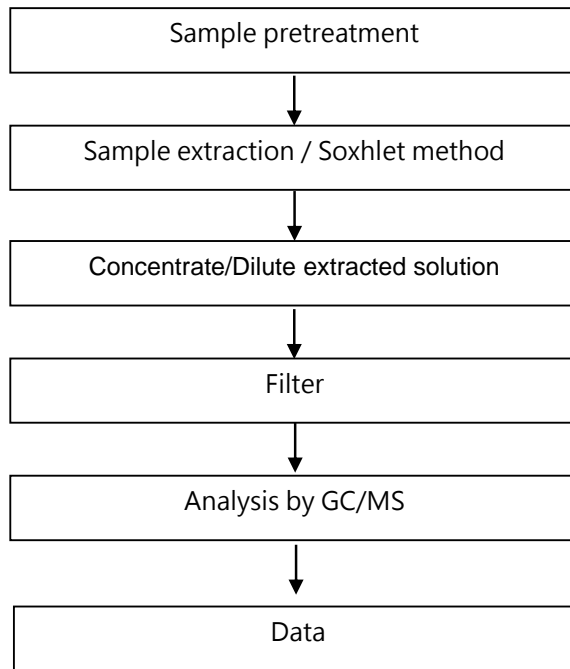 Sample pretreatment
Sample extraction / Soxhlet method
Concentrate/Dilute extracted solution
Filter
Analysis by GC/MS
Data